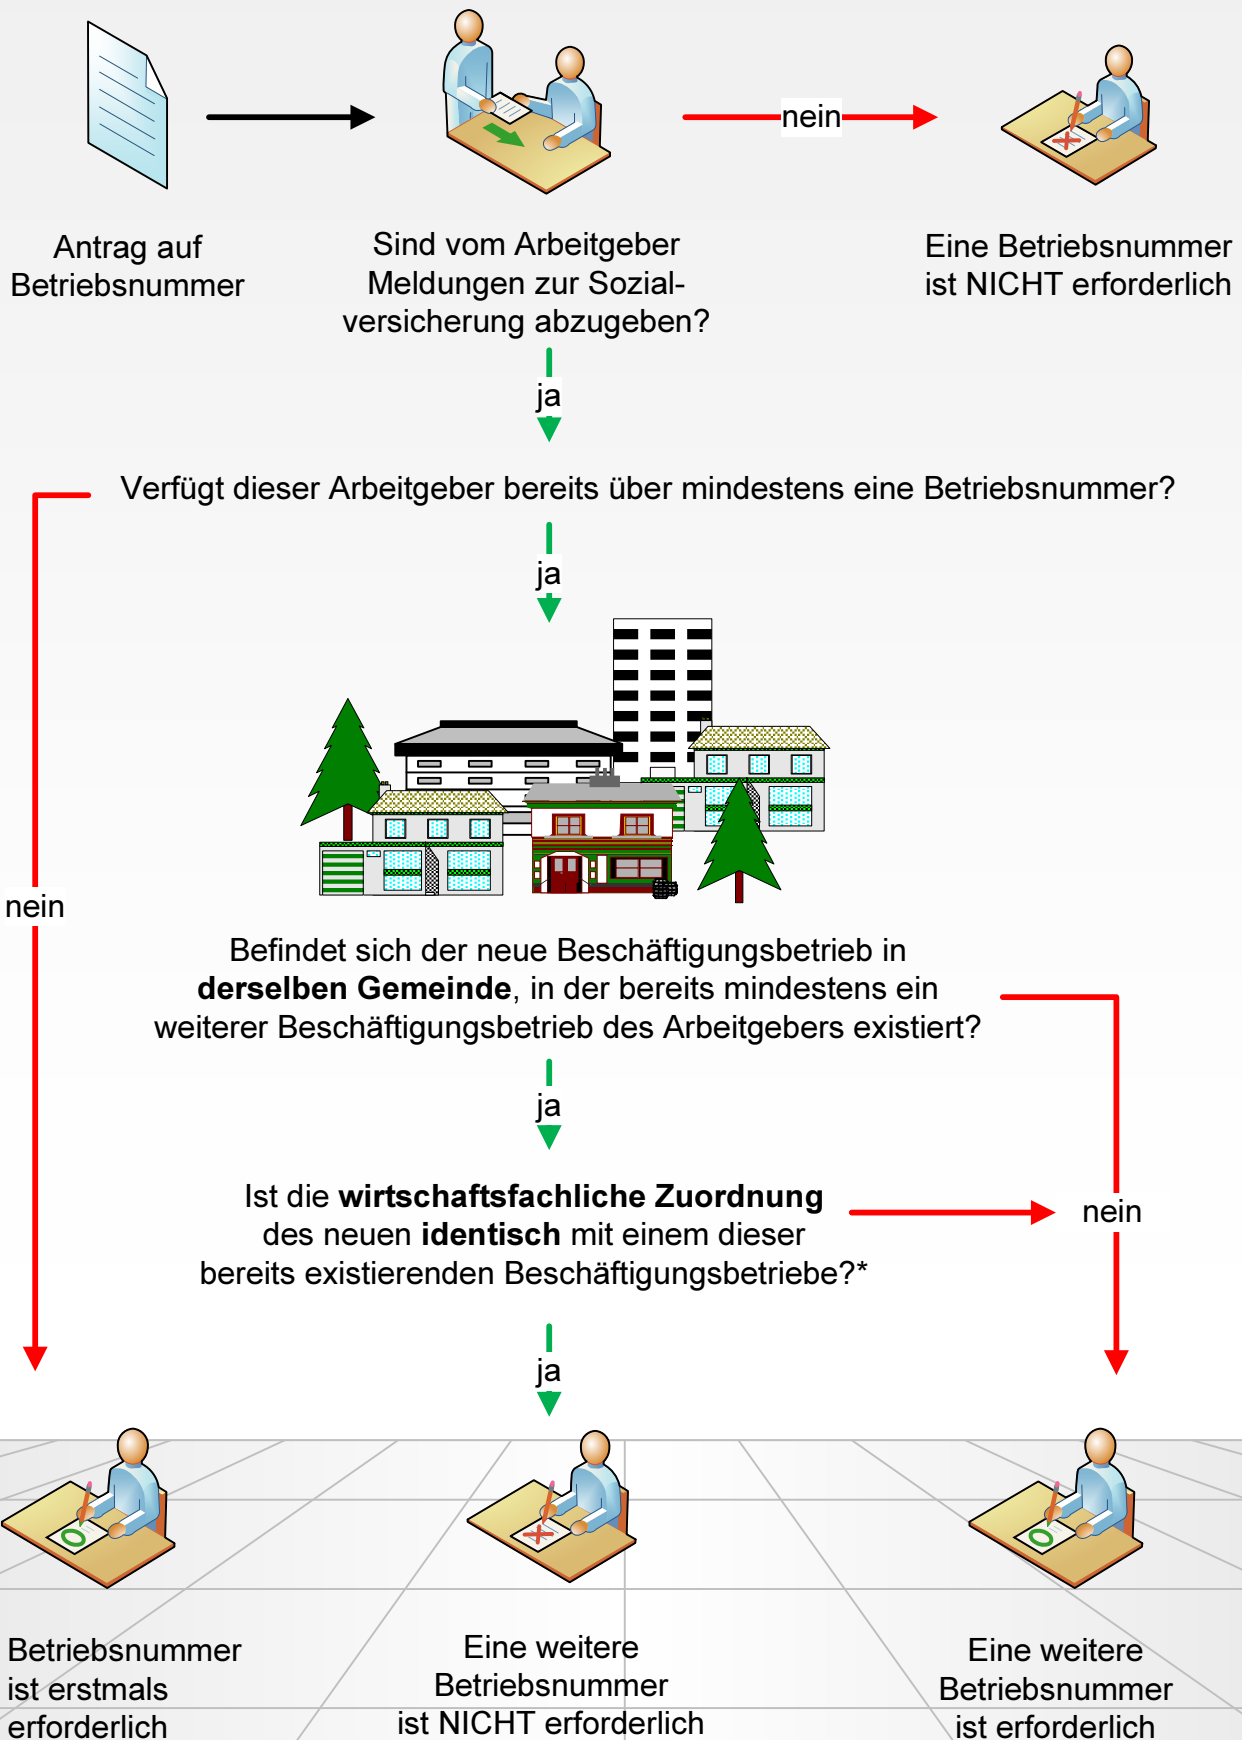 Antrag auf
Betriebsnummer
Sind vom Arbeitgeber
Meldungen zur Sozial-
versicherung abzugeben?
nein
Eine Betriebsnummer
ist NICHT erforderlich
ja
Verfügt dieser Arbeitgeber bereits über mindestens eine Betriebsnummer?
ja
nein
Befindet sich der neue Beschäftigungsbetrieb in
derselben Gemeinde, in der bereits mindestens ein
weiterer Beschäftigungsbetrieb des Arbeitgebers existiert?
ja
Ist die wirtschaftsfachliche Zuordnung
des neuen identisch mit einem dieser
bereits existierenden Beschäftigungsbetriebe?*
nein
ja
Betriebsnummer
ist erstmals
erforderlich
Eine weitere
Betriebsnummer
ist NICHT erforderlich
Eine weitere
Betriebsnummer
ist erforderlich